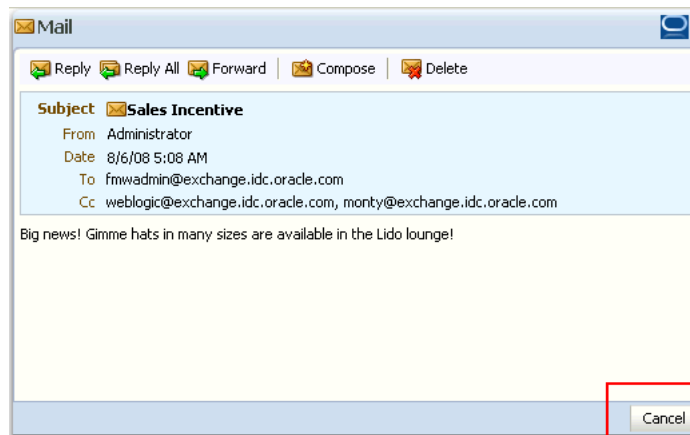 Mail
Reply Reply All Forward Compose Delete
Subject Sales Incentive
From Administrator
Date 8/6/08 5:08 AM
To fmwadmin@exchange.idc.oracle.com
Cc weblogic@exchange.idc.oracle.com, monty@exchange.idc.oracle.com
Big news! Gimme hats in many sizes are available in the Lido lounge!
Cancel